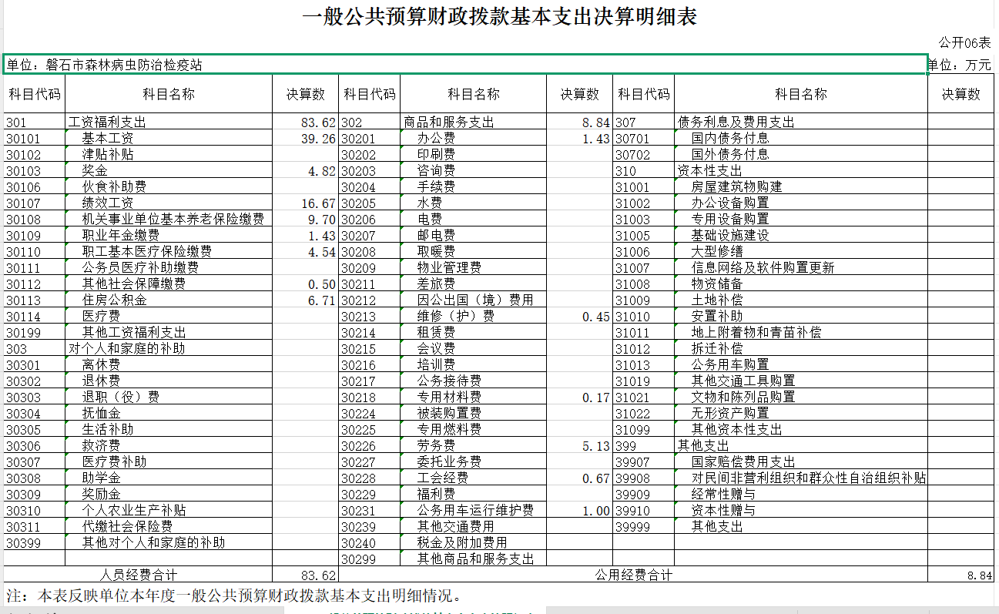 一般公共预算财政拨款基本支出决算明细表
公开06表
单位：磐石市森林病虫防治检疫站 单位：万元
科目代码 科目名称 决算数 科目代码 科目名称 决算数 科目代码 科目名称 决算数
301 工资福利支出 83.62 302 商品和服务支出 8.84 307 债务利息及费用支出
30101 基本工资 39.26 30201 办公费 1.43 30701 国内债务付息
30102 津贴补贴 30202 印刷费 30702 国外债务付息
30103 奖金 4.82 30203 咨询费 310 资本性支出
30106 伙食补助费 30204 手续费 31001 房屋建筑物购建
30107 绩效工资 16.67 30205 水费 31002 办公设备购置
30108 机关事业单位基本养老保险缴费 9.70 30206 电费 31003 专用设备购置
30109 职业年金缴费 1.43 30207 邮电费 31005 基础设施建设
30110 职工基本医疗保险缴费 4.54 30208 取暖费 31006 大型修缮
30111 公务员医疗补助缴费 30209 物业管理费 31007 信息网络及软件购置更新
30112 其他社会保障缴费 0.50 30211 差旅费 31008 物资储备
30113 住房公积金 6.71 30212 因公出国（境）费用 31009 土地补偿
30114 医疗费 30213 维修（护）费 0.45 31010 安置补助
30199 其他工资福利支出 30214 租赁费 31011 地上附着物和青苗补偿
303 对个人和家庭的补助 30215 会议费 31012 拆迁补偿
30301 离休费 30216 培训费 31013 公务用车购置
30302 退休费 30217 公务接待费 31019 其他交通工具购置
30303 退职（役）费 30218 专用材料费 0.17 31021 文物和陈列品购置
30304 抚恤金 30224 被装购置费 31022 无形资产购置
30305 生活补助 30225 专用燃料费 31099 其他资本性支出
30306 救济费 30226 劳务费 5.13 399 其他支出
30307 医疗费补助 30227 委托业务费 39907 国家赔偿费用支出
30308 助学金 30228 工会经费 0.67 39908 对民间非营利组织和群众性自治组织补贴
30309 奖励金 30229 福利费 39909 经常性赠与
30310 个人农业生产补贴 30231 公务用车运行维护费 1.00 39910 资本性赠与
30311 代缴社会保险费 30239 其他交通费用 39999 其他支出
30399 其他对个人和家庭的补助 30240 税金及附加费用
30299 其他商品和服务支出
人员经费合计 83.62 公用经费合计 8.84
注：本表反映单位本年度一般公共预算财政拨款基本支出明细情况。